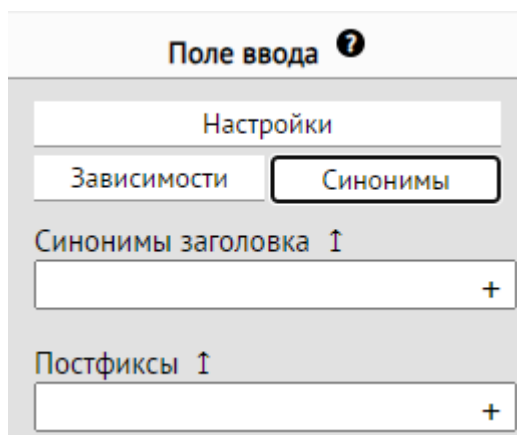 Поле ввода ?
Настройки
Зависимости Синонимы
Синонимы заголовка ↥
+
Постфиксы ↥
+